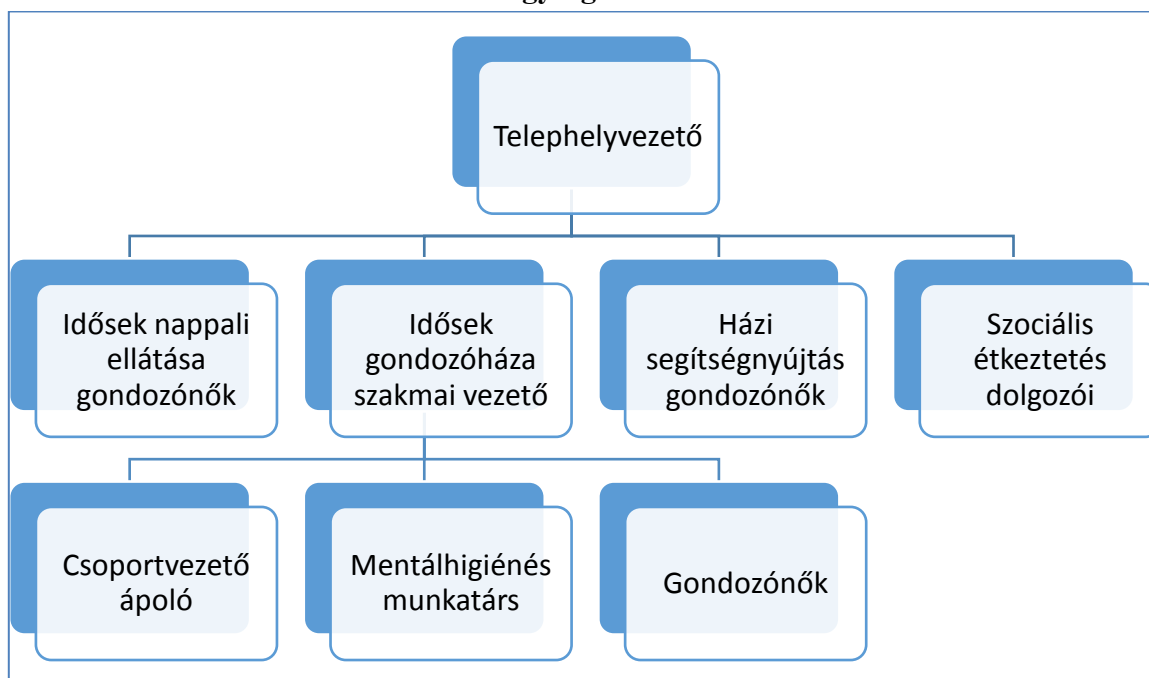 Telephelyvezető
Idősek nappali
ellátása
gondozónők
Idősek
gondozóháza
szakmai vezető
Házi
segítségnyújtás
gondozónők
Szociális
étkeztetés
dolgozói
Csoportvezető
ápoló
Mentálhigiénés
munkatárs
Gondozónők